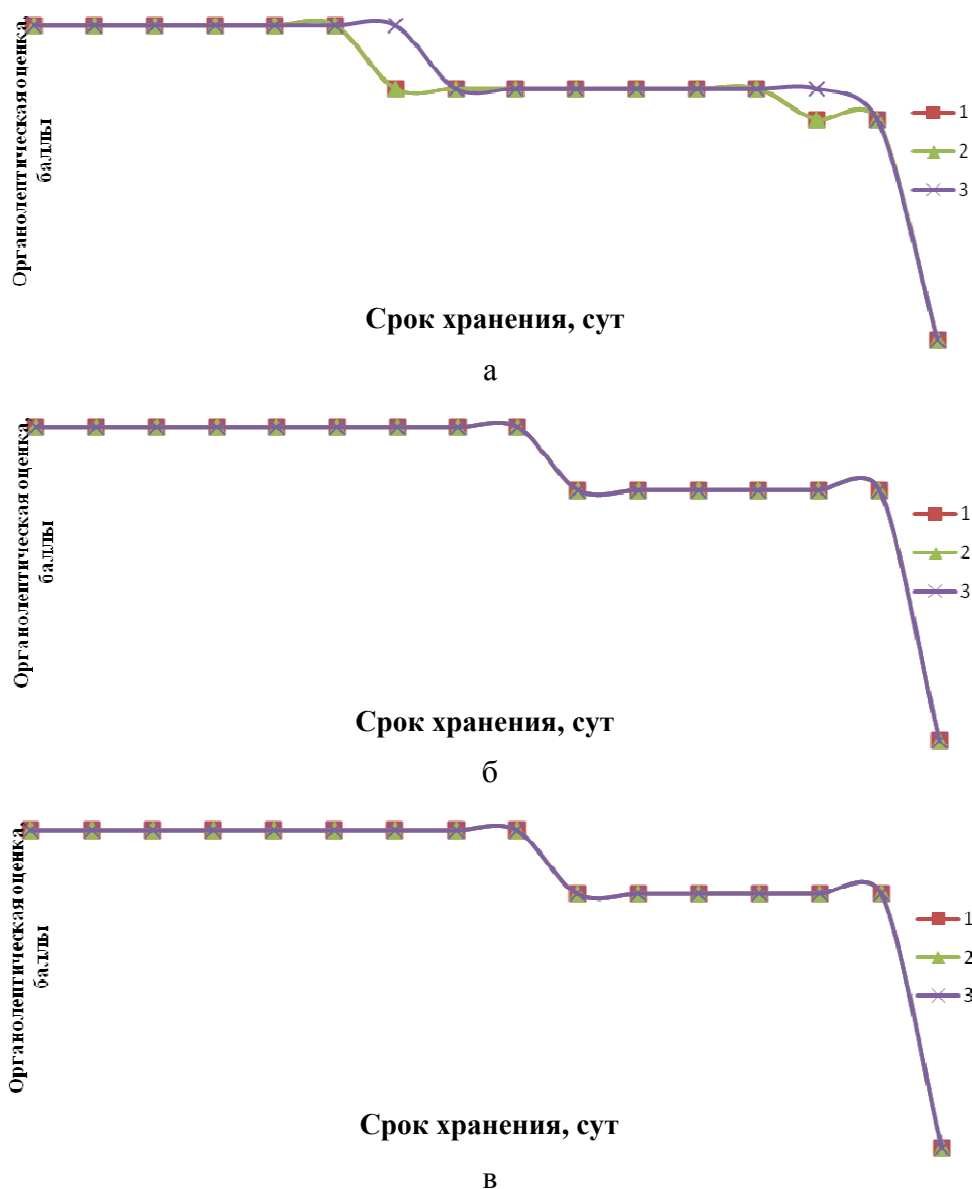 Органолептическая оценка,
баллы
1
2
3
Срок хранения, сут
а
Органолептическая оценка,
баллы
1
2
3
Срок хранения, сут
б
Органолептическая оценка,
баллы
1
2
3
Срок хранения, сут
в